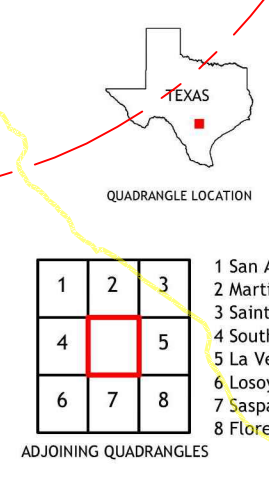 TEXAS
QUADRANGLE LOCATION
1 2 3
4 5
6 7 8
1 San A
2 Marti
3 Saint
4 South
5 La Ve
6 Losoy
7 Saspa
8 Flore
ADJOINING QUADRANGLES